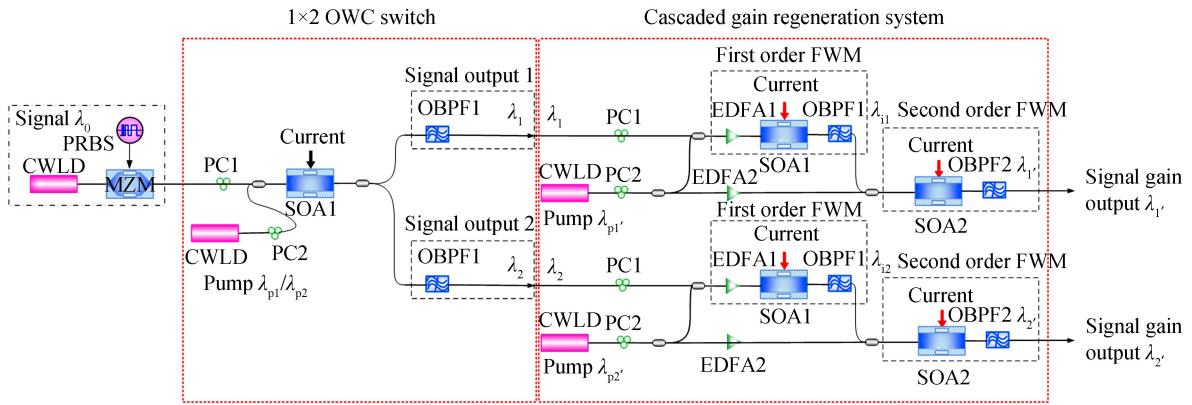 1×2 OWC switch
Cascaded gain regeneration system
Signal λ0
PRBS
CWLD
MZM
PC1
Current
SOA1
CWLD
PC2
Pump λp1/λp2
Signal output 1
OBPF1
λ1
Signal output 2
OBPF1
λ2
λ1
PC1
CWLD
PC2
Pump λp1′
First order FWM
Current
EDFA1
OBPF1 λi1
SOA1
EDFA2
Second order FWM
Current
OBPF2 λ1′
SOA2
Signal gain
output λ1′
λ2
PC1
CWLD
PC2
Pump λp2′
First order FWM
Current
EDFA1
OBPF1 λi2
SOA1
EDFA2
Second order FWM
Current
OBPF2 λ2′
SOA2
Signal gain
output λ2′